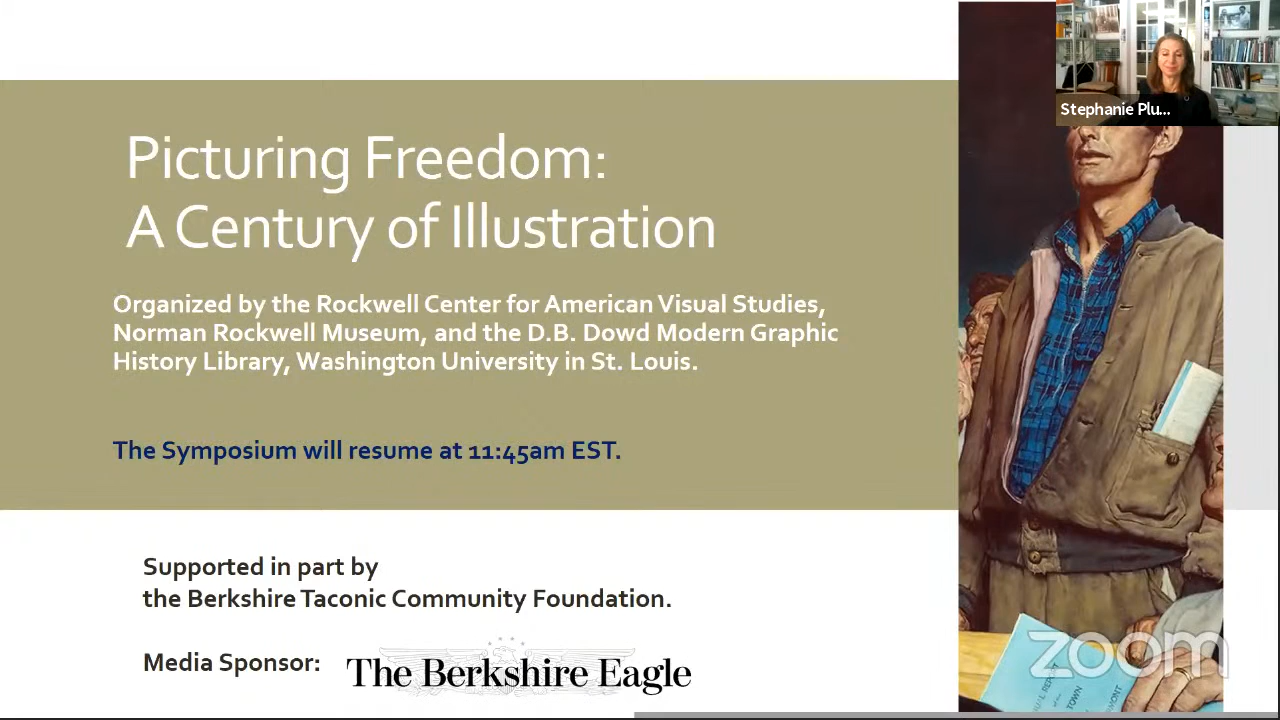 Picturing Freedom:
A Century of Illustration
Organized by the Rockwell Center for American Visual Studies,
Norman Rockwell Museum, and the D.B. Dowd Modern Graphic
History Library, Washington University in St. Louis.
The Symposium will resume at 11:45am EST.
Supported in part by
the Berkshire Taconic Community Foundation.
Media Sponsor:
The Berkshire Eagle
Stephanie Plu...
TOWN
zoom